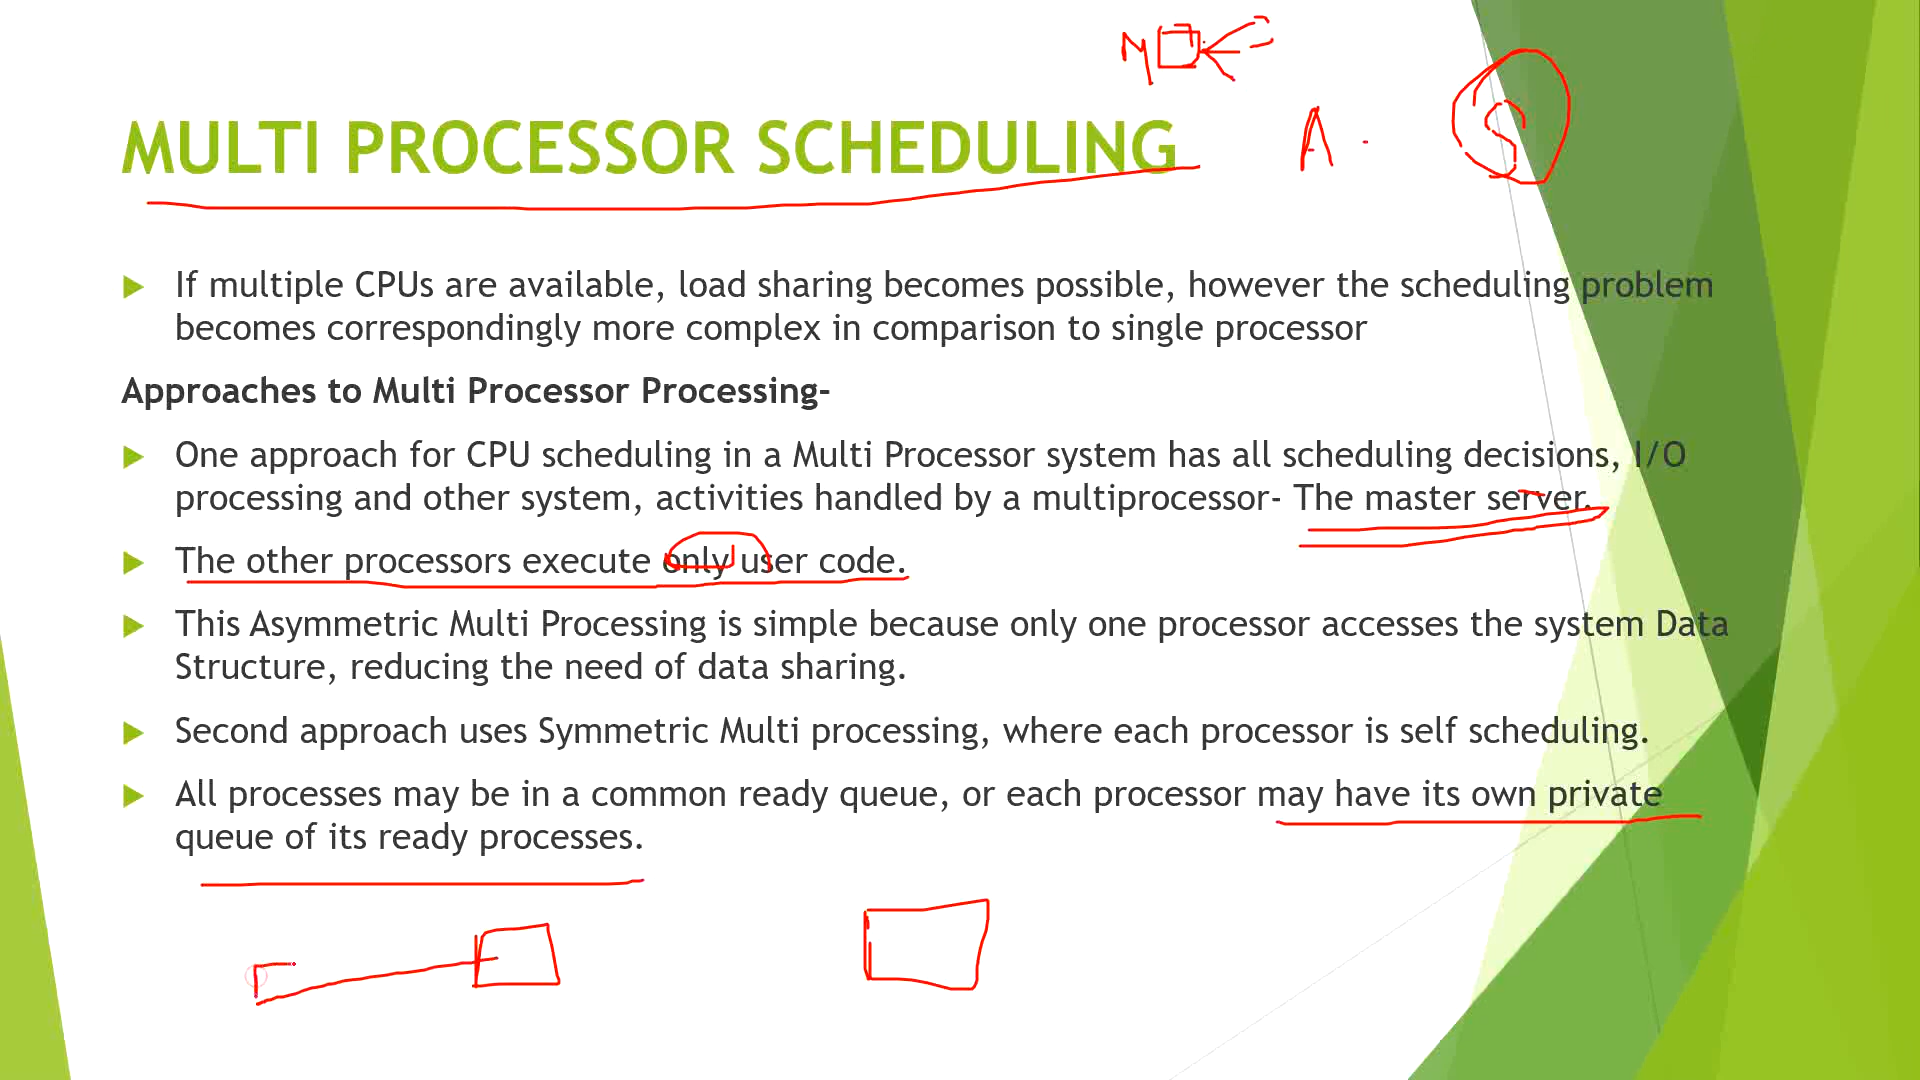 M
A
S
MULTI PROCESSOR SCHEDULING
If multiple CPUs are available, load sharing becomes possible, however the scheduling problem
becomes correspondingly more complex in comparison to single processor
Approaches to Multi Processor Processing-
One approach for CPU scheduling in a Multi Processor system has all scheduling decisions, I/O
processing and other system, activities handled by a multiprocessor- The master server.
The other processors execute only user code.
This Asymmetric Multi Processing is simple because only one processor accesses the system Data
Structure, reducing the need of data sharing.
Second approach uses Symmetric Multi processing, where each processor is self scheduling.
All processes may be in a common ready queue, or each processor may have its own private
queue of its ready processes.